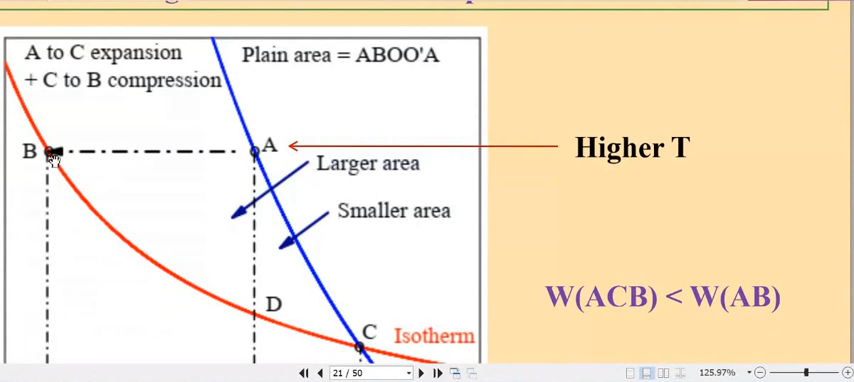 A to C expansion
+ C to B compression
Plain area = ABOO'A
B
A
Higher T
Larger area
Smaller area
W(ACB) < W(AB)
D
C
Isotherm
21 / 50
125.97%